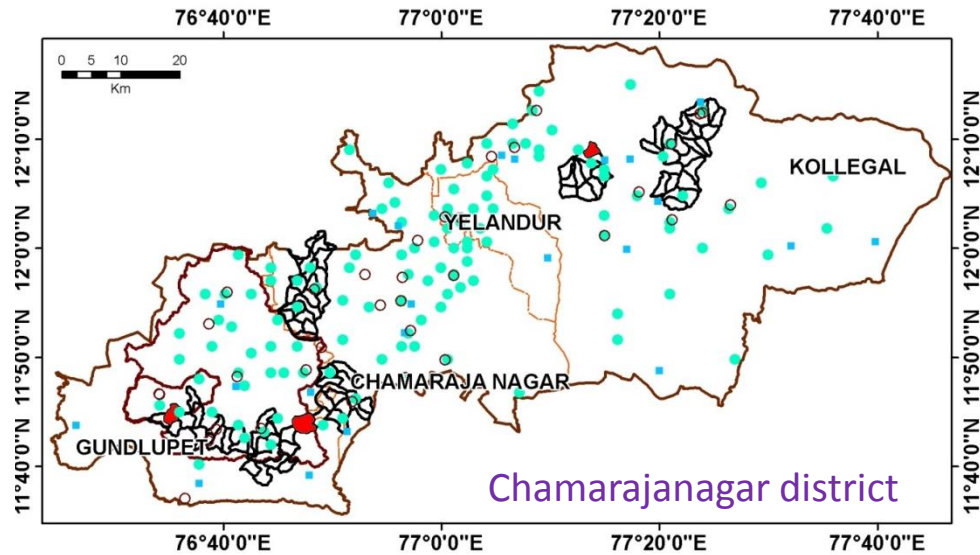 76°40'0"E 77°0'0"E 77°20'0"E 77°40'0"E
0 5 10 20
Km
12°10'0"N 12°10'0"N
KOLLEGAL
YELANDUR
12°0'0"N 12°0'0"N
11°50'0"N 11°50'0"N
CHAMARAJA NAGAR
GUNDLUPET
11°40'0"N 11°40'0"N
Chamarajanagar district
76°40'0"E 77°0'0"E 77°20'0"E 77°40'0"E